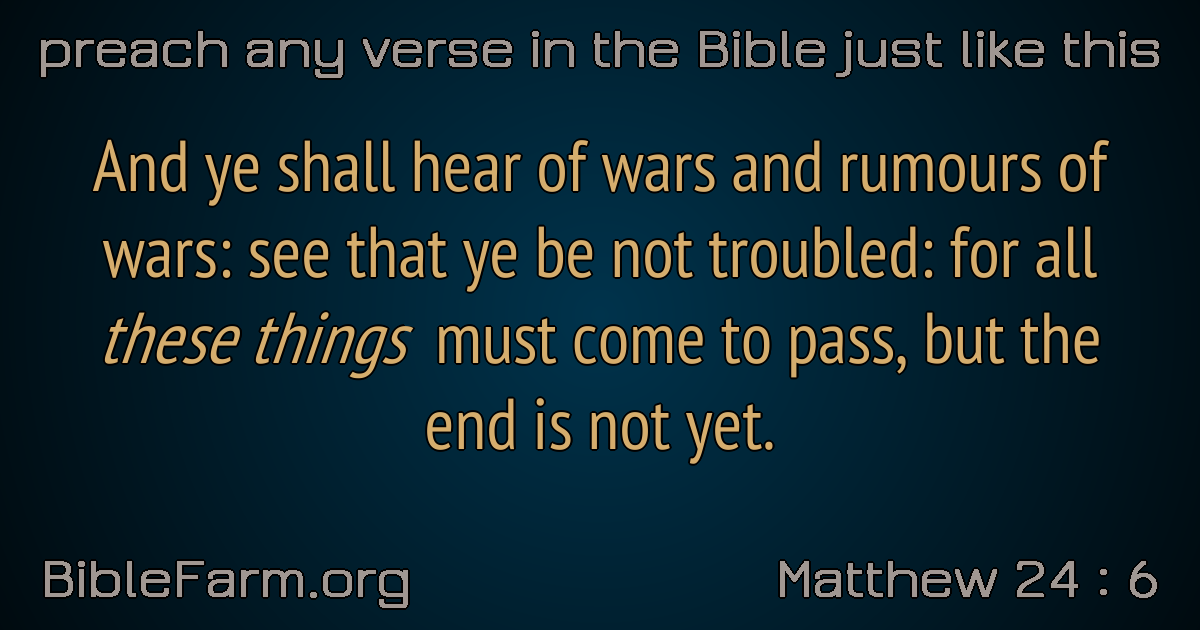 preach any verse in the Bible just like this
And ye shall hear of wars and rumours of
wars: see that ye be not troubled: for all
these things must come to pass, but the
end is not yet.
BibleFarm.org
Matthew 24 : 6